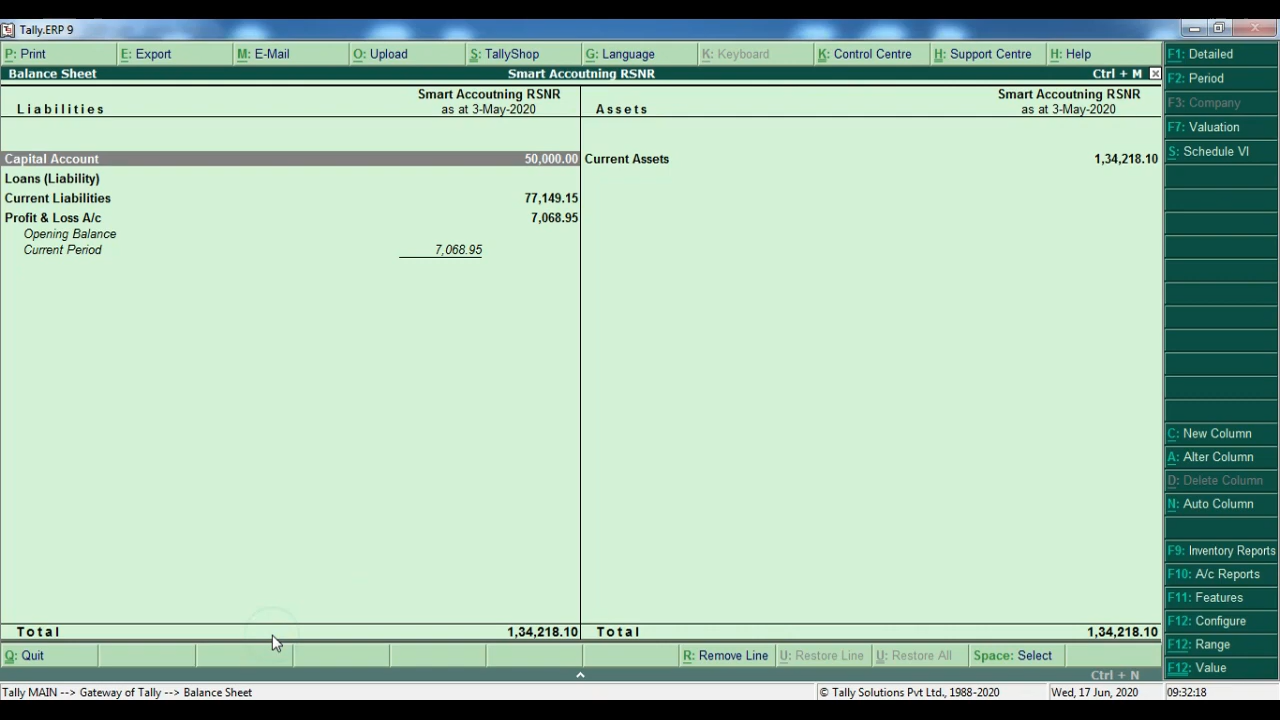 Tally.ERP 9
P: Print E: Export M: E-Mail O: Upload S: TallyShop G: Language K: Keyboard K: Control Centre H: Support Centre H: Help
Balance Sheet Smart Accoutning RSNR Ctrl + M
Liabilities Smart Accoutning RSNR as at 3-May-2020
Assets Smart Accoutning RSNR as at 3-May-2020
Capital Account 50,000.00
Loans (Liability)
Current Liabilities 77,149.15
Profit & Loss A/c 7,068.95
Opening Balance
Current Period 7,068.95
Current Assets 1,34,218.10
Total 1,34,218.10
Total 1,34,218.10
F1: Detailed
F2: Period
F3: Company
F7: Valuation
S: Schedule VI
C: New Column
A: Alter Column
D: Delete Column
N: Auto Column
F9: Inventory Reports
F10: A/c Reports
F11: Features
F12: Configure
F12: Range
F12: Value
Q: Quit R: Remove Line U: Restore Line U: Restore All Space: Select
Ctrl + N
Tally MAIN --> Gateway of Tally --> Balance Sheet © Tally Solutions Pvt Ltd., 1988-2020 Wed, 17 Jun, 2020 09:32:18